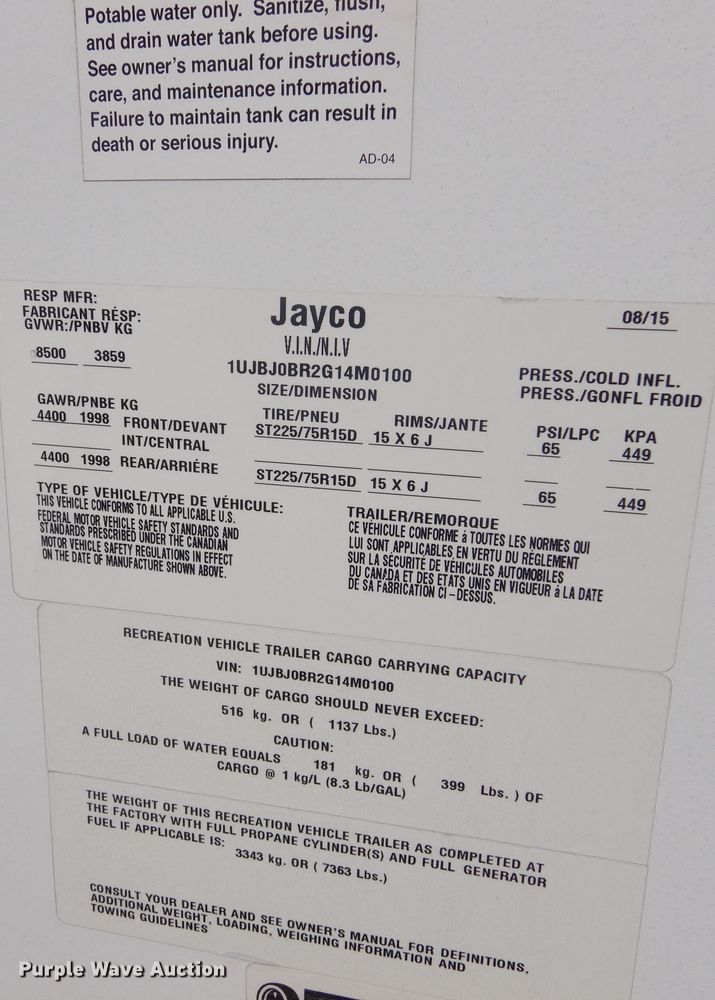 Potable water only. Sanitize, flush,
and drain water tank before using.
See owner's manual for instructions,
care, and maintenance information.
Failure to maintain tank can result in
death or serious injury.
AD-04
RESP MFR:
FABRICANT RÉSP:
GVWR:/PNBV KG
8500 3859
Jayco
V.I.N./N.I.V
1UJBJ0BR2G14M0100
08/15
SIZE/DIMENSION
PRESS./COLD INFL.
PRESS./GONFL FROID
GAWR/PNBE KG
TIRE/PNEU RIMS/JANTE
PSI/LPC KPA
4400 1998 FRONT/DEVANT ST225/75R15D 15 X 6 J 65 449
INT/CENTRAL
4400 1998 REAR/ARRIÉRE ST225/75R15D 15 X 6 J 65 449
TYPE OF VEHICLE/TYPE DE VÉHICULE:
THIS VEHICLE CONFORMS TO ALL APPLICABLE U.S.
FEDERAL MOTOR VEHICLE SAFETY STANDARDS AND
STANDARDS PRESCRIBED UNDER THE CANADIAN
MOTOR VEHICLE SAFETY REGULATIONS IN EFFECT
ON THE DATE OF MANUFACTURE SHOWN ABOVE.
TRAILER/REMORQUE
CE VÉHICULE CONFORME á TOUTES LES NORMES QUI
LUI SONT APPLICABLES EN VERTU DU RÉGLEMENT
SUR LA SÉCURITÉ DE VÉHICULES AUTOMOBILES
DU CANADA ET DES ETATS UNIS EN VIGUEUR á LA DATE
DE SA FABRICATION CI-DESSUS.
RECREATION VEHICLE TRAILER CARGO CARRYING CAPACITY
VIN: 1UJBJ0BR2G14M0100
THE WEIGHT OF CARGO SHOULD NEVER EXCEED:
516 kg. OR ( 1137 Lbs.)
CAUTION:
A FULL LOAD OF WATER EQUALS 181 kg. OR ( 399 Lbs. ) OF
CARGO @ 1 kg/L (8.3 Lb/GAL)
THE WEIGHT OF THIS RECREATION VEHICLE TRAILER AS COMPLETED AT
THE FACTORY WITH FULL PROPANE CYLINDER(S) AND FULL GENERATOR
FUEL IF APPLICABLE IS: 3343 kg. OR ( 7363 Lbs.)
CONSULT YOUR DEALER AND SEE OWNER'S MANUAL FOR DEFINITIONS,
ADDITIONAL WEIGHT, LOADING, WEIGHING INFORMATION AND
TOWING GUIDELINES
Purple Wave Auction